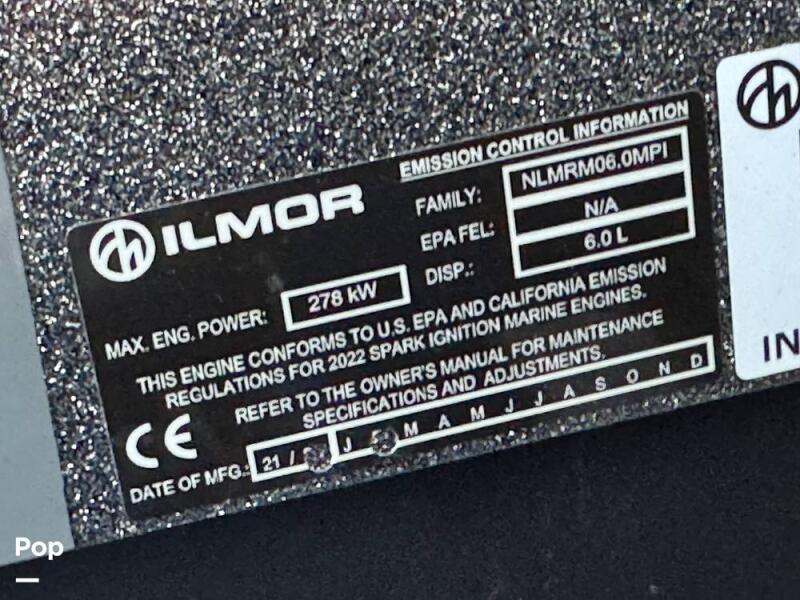 ILMOR
EMISSION CONTROL INFORMATION
FAMILY: NLMRM06.0MPI
EPA FEL: N/A
DISP.: 6.0 L
MAX. ENG. POWER: 278 kW
THIS ENGINE CONFORMS TO U.S. EPA AND CALIFORNIA EMISSION
REGULATIONS FOR 2022 SPARK IGNITION MARINE ENGINES.
REFER TO THE OWNER'S MANUAL FOR MAINTENANCE
SPECIFICATIONS AND ADJUSTMENTS.
CE
DATE OF MFG.: 21 / J M A M J J A S O N D
IN
Pop